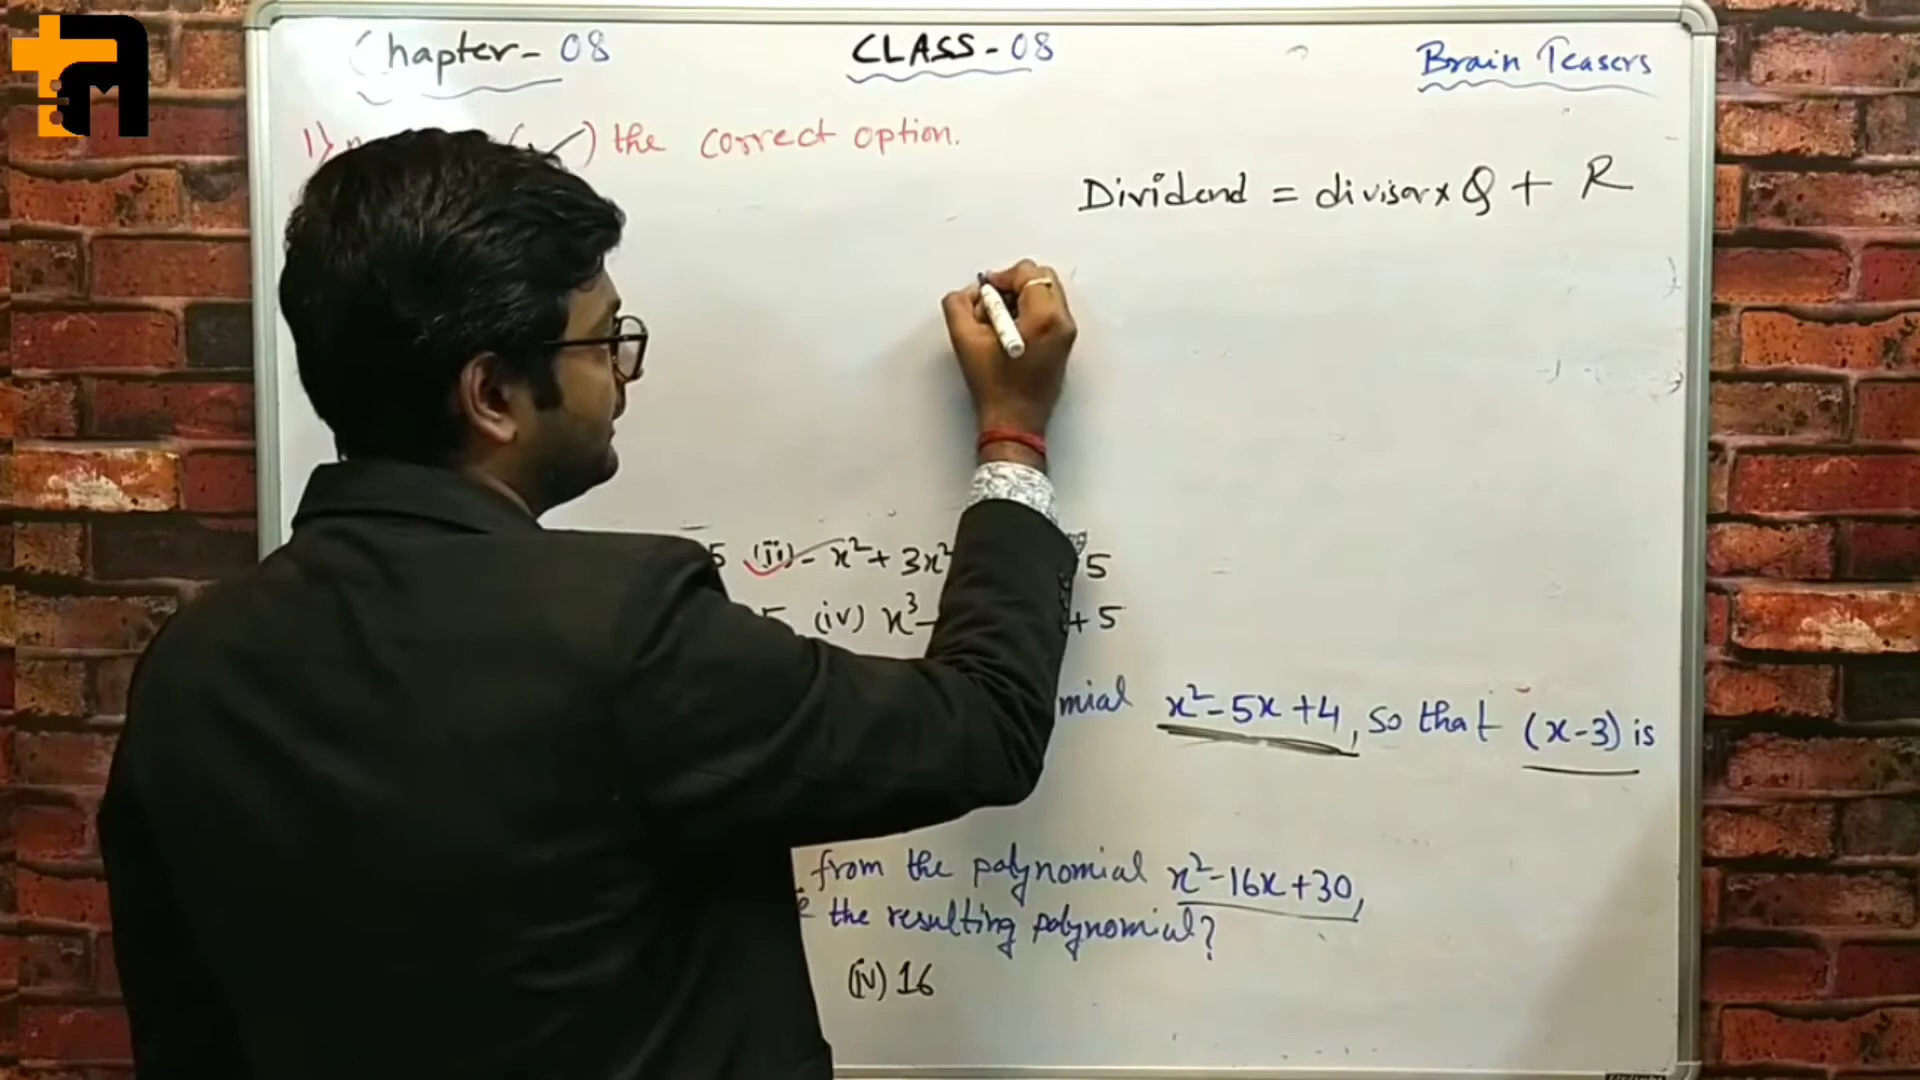 Chapter-08
CLASS-08
Brain Teasers
1) (✓) the correct option.
Dividend = divisor x Q + R
5 (ii) - x² + 3x² 5
5 (iv) x³- +5
mial x²-5x+4, so that (x-3) is
from the polynomial x²-16x+30,
the resulting polynomial?
(iv) 16